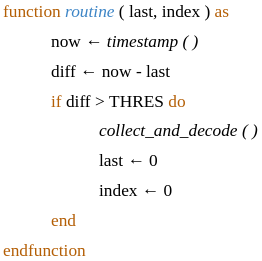 function routine ( last, index ) as
now ← timestamp ( )
diff ← now - last
if diff > THRES do
collect_and_decode ( )
last ← 0
index ← 0
end
endfunction